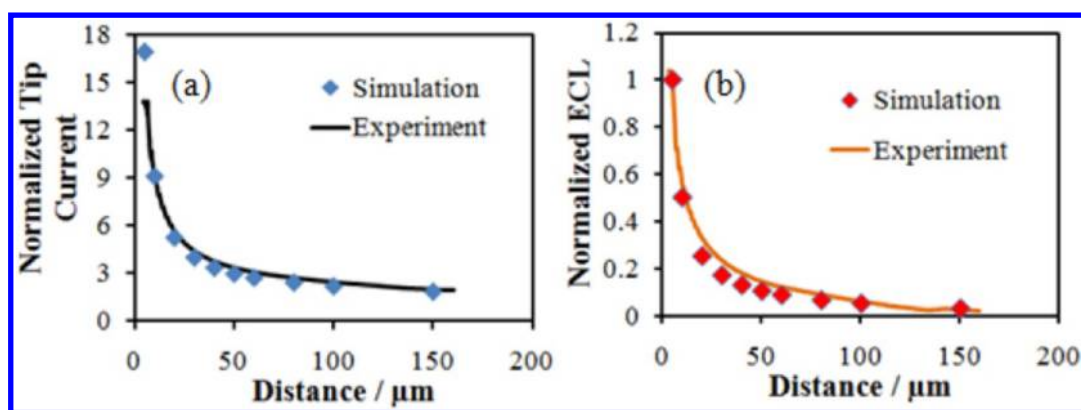 18
15
12
9
6
3
0
Normalized Tip
Current
(a)
Simulation
Experiment
0 50 100 150 200
Distance / µm
1.2
1
0.8
0.6
0.4
0.2
0
Normalized ECL
(b)
Simulation
Experiment
0 50 100 150 200
Distance / µm